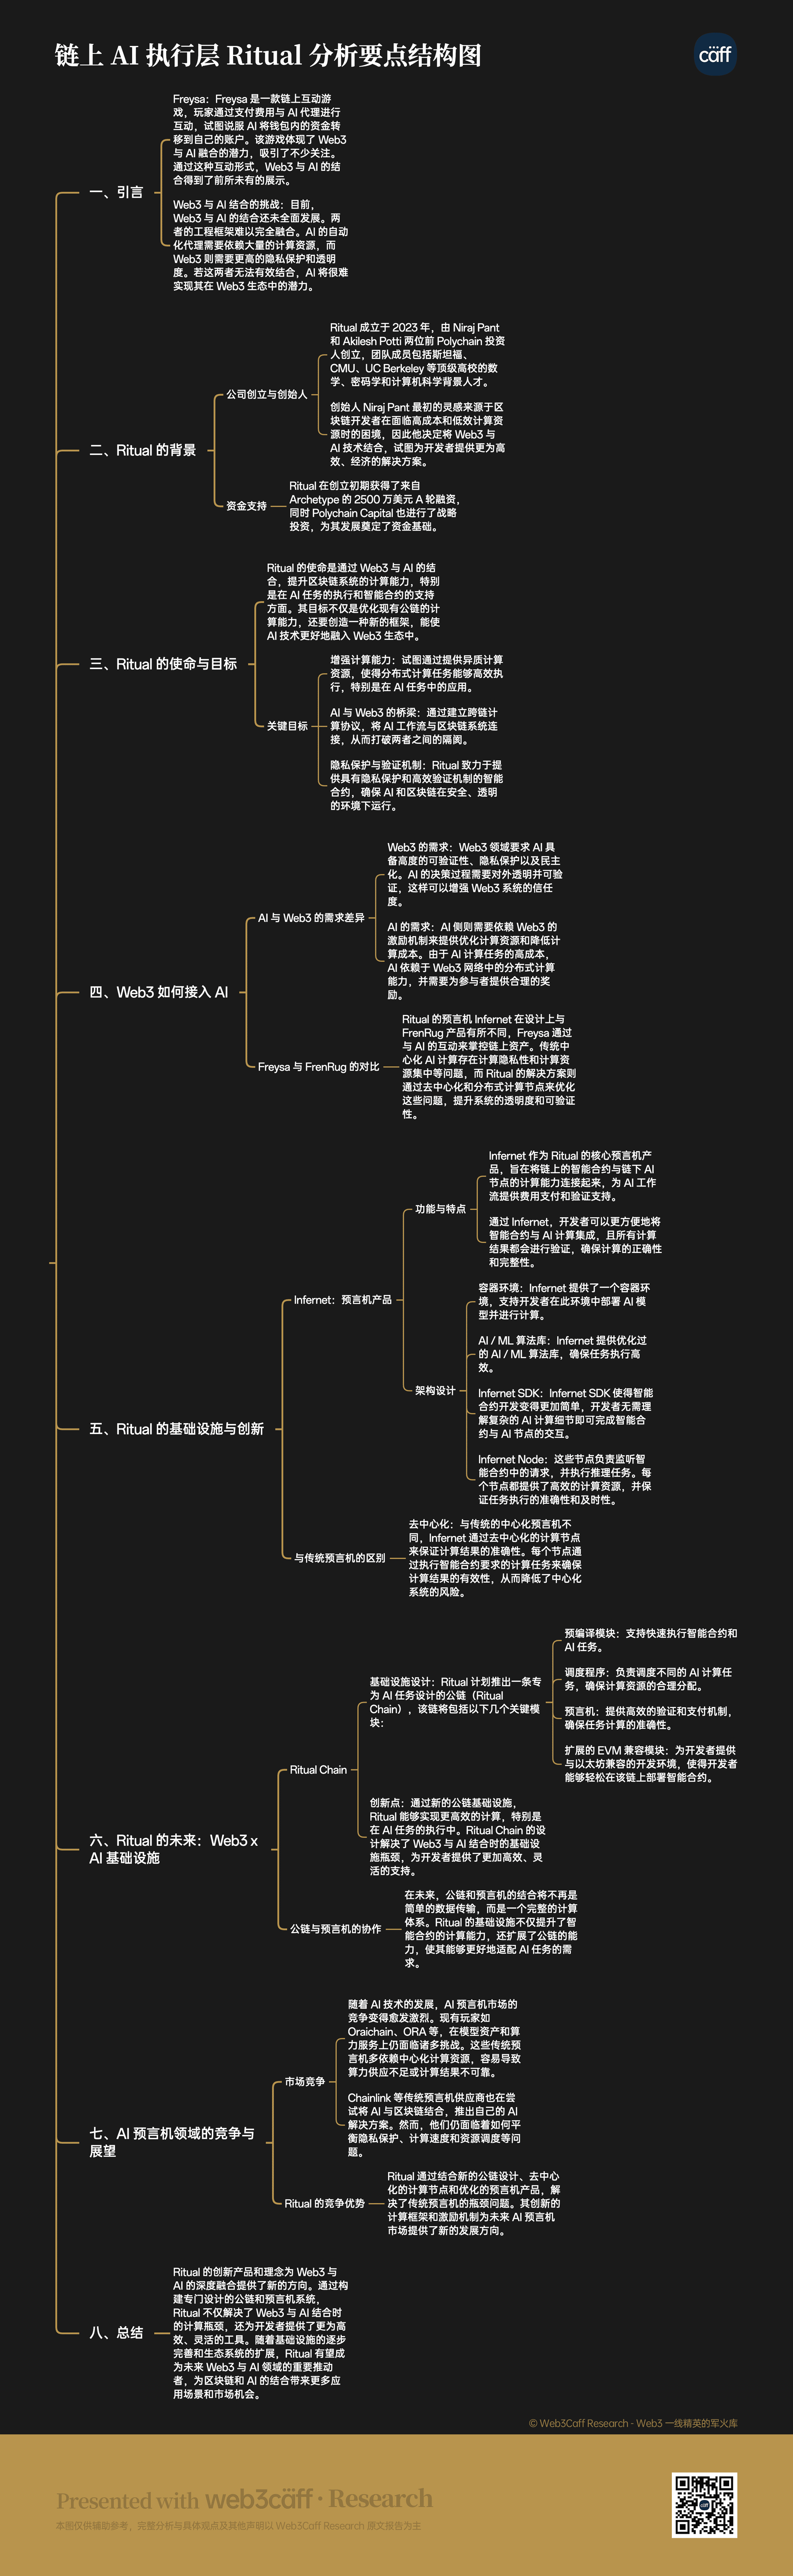 链上 AI 执行层 Ritual 分析要点结构图
cäff
一、引言
Freysa：Freysa 是一款链上互动游
戏，玩家通过支付费用与 AI 代理进行
互动，试图说服 AI 将钱包内的资金转
移到自己的账户。该游戏体现了 Web3
与 AI 融合的潜力，吸引了不少关注。
通过这种互动形式，Web3 与 AI 的结
合得到了前所未有的展示。
Web3 与 AI 结合的挑战：目前，
Web3 与 AI 的结合还未全面发展。两
者的工程框架难以完全融合。AI 的自动
化代理需要依赖大量的计算资源，而
Web3 则需要更高的隐私保护和透明
度。若这两者无法有效结合，AI 将很难
实现其在 Web3 生态中的潜力。
二、Ritual 的背景
公司创立与创始人
Ritual 成立于 2023 年，由 Niraj Pant
和 Akilesh Potti 两位前 Polychain 投资
人创立，团队成员包括斯坦福、
CMU、UC Berkeley 等顶级高校的数
学、密码学和计算机科学背景人才。
创始人 Niraj Pant 最初的灵感来源于区
块链开发者在面临高成本和低效计算资
源时的困境，因此他决定将 Web3 与
AI 技术结合，试图为开发者提供更为高
效、经济的解决方案。
资金支持
Ritual 在创立初期获得了来自
Archetype 的 2500 万美元 A 轮融资，
同时 Polychain Capital 也进行了战略
投资，为其发展奠定了资金基础。
三、Ritual 的使命与目标
Ritual 的使命是通过 Web3 与 AI 的结
合，提升区块链系统的计算能力，特别
是在 AI 任务的执行和智能合约的支持
方面。其目标不仅是优化现有公链的计
算能力，还要创造一种新的框架，能使
AI 技术更好地融入 Web3 生态中。
关键目标
增强计算能力：试图通过提供异质计算
资源，使得分布式计算任务能够高效执
行，特别是在 AI 任务中的应用。
AI 与 Web3 的桥梁：通过建立跨链计
算协议，将 AI 工作流与区块链系统连
接，从而打破两者之间的隔阂。
隐私保护与验证机制：Ritual 致力于提
供具有隐私保护和高效验证机制的智能
合约，确保 AI 和区块链在安全、透明
的环境下运行。
四、Web3 如何接入 AI
AI 与 Web3 的需求差异
Web3 的需求：Web3 领域要求 AI 具
备高度的可验证性、隐私保护以及民主
化。AI 的决策过程需要对外透明并可验
证，这样可以增强 Web3 系统的信任
度。
AI 的需求：AI 侧则需要依赖 Web3 的
激励机制来提供优化计算资源和降低计
算成本。由于 AI 计算任务的高成本，
AI 依赖于 Web3 网络中的分布式计算
能力，并需要为参与者提供合理的奖
励。
Freysa 与 FrenRug 的对比
Ritual 的预言机 Infernet 在设计上与
FrenRug 产品有所不同，Freysa 通过
与 AI 的互动来掌控链上资产。传统中
心化 AI 计算存在计算隐私性和计算资
源集中等问题，而 Ritual 的解决方案则
通过去中心化和分布式计算节点来优化
这些问题，提升系统的透明度和可验证
性。
五、Ritual 的基础设施与创新
Infernet：预言机产品
功能与特点
Infernet 作为 Ritual 的核心预言机产
品，旨在将链上的智能合约与链下 AI
节点的计算能力连接起来，为 AI 工作
流提供费用支付和验证支持。
通过 Infernet，开发者可以更方便地将
智能合约与 AI 计算集成，且所有计算
结果都会进行验证，确保计算的正确性
和完整性。
架构设计
容器环境：Infernet 提供了一个容器环
境，支持开发者在此环境中部署 AI 模
型并进行计算。
AI / ML 算法库：Infernet 提供优化过
的 AI / ML 算法库，确保任务执行高
效。
Infernet SDK：Infernet SDK 使得智能
合约开发变得更加简单，开发者无需理
解复杂的 AI 计算细节即可完成智能合
约与 AI 节点的交互。
Infernet Node：这些节点负责监听智
能合约中的请求，并执行推理任务。每
个节点都提供了高效的计算资源，并保
证任务执行的准确性和及时性。
与传统预言机的区别
去中心化：与传统的中心化预言机不
同，Infernet 通过去中心化的计算节点
来保证计算结果的准确性。每个节点通
过执行智能合约要求的计算任务来确保
计算结果的有效性，从而降低了中心化
系统的风险。
六、Ritual 的未来：Web3 x
AI 基础设施
Ritual Chain
基础设施设计：Ritual 计划推出一条专
为 AI 任务设计的公链（Ritual
Chain），该链将包括以下几个关键模
块：
预编译模块：支持快速执行智能合约和
AI 任务。
调度程序：负责调度不同的 AI 计算任
务，确保计算资源的合理分配。
预言机：提供高效的验证和支付机制，
确保任务计算的准确性。
扩展的 EVM 兼容模块：为开发者提供
与以太坊兼容的开发环境，使得开发者
能够轻松在该链上部署智能合约。
创新点：通过新的公链基础设施，
Ritual 能够实现更高效的计算，特别是
在 AI 任务的执行中。Ritual Chain 的设
计解决了 Web3 与 AI 结合时的基础设
施瓶颈，为开发者提供了更加高效、灵
活的支持。
公链与预言机的协作
在未来，公链和预言机的结合将不再是
简单的数据传输，而是一个完整的计算
体系。Ritual 的基础设施不仅提升了智
能合约的计算能力，还扩展了公链的能
力，使其能够更好地适配 AI 任务的需
求。
七、AI 预言机领域的竞争与
展望
市场竞争
随着 AI 技术的发展，AI 预言机市场的
竞争变得愈发激烈。现有玩家如
Oraichain、ORA 等，在模型资产和算
力服务上仍面临诸多挑战。这些传统预
言机多依赖中心化计算资源，容易导致
算力供应不足或计算结果不可靠。
Chainlink 等传统预言机供应商也在尝
试将 AI 与区块链结合，推出自己的 AI
解决方案。然而，他们仍面临着如何平
衡隐私保护、计算速度和资源调度等问
题。
Ritual 的竞争优势
Ritual 通过结合新的公链设计、去中心
化的计算节点和优化的预言机产品，解
决了传统预言机的瓶颈问题。其创新的
计算框架和激励机制为未来 AI 预言机
市场提供了新的发展方向。
八、总结
Ritual 的创新产品和理念为 Web3 与
AI 的深度融合提供了新的方向。通过构
建专门设计的公链和预言机系统，
Ritual 不仅解决了 Web3 与 AI 结合时
的计算瓶颈，还为开发者提供了更为高
效、灵活的工具。随着基础设施的逐步
完善和生态系统的扩展，Ritual 有望成
为未来 Web3 与 AI 领域的重要推动
者，为区块链和 AI 的结合带来更多应
用场景和市场机会。
© Web3Caff Research - Web3 一线精英的军火库
Presented with web3cäff · Research
本图仅供辅助参考，完整分析与具体观点及其他声明以 Web3Caff Research 原文报告为主
cäff